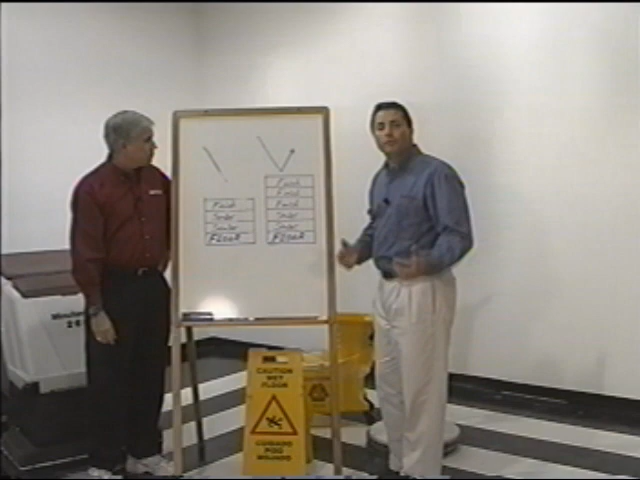 Finish
Finish
Finish
Finish
Sealer
Sealer
Sealer
Sealer
FLOOR
FLOOR
CAUTION
WET
FLOOR
CUIDADO
PISO
MOJADO